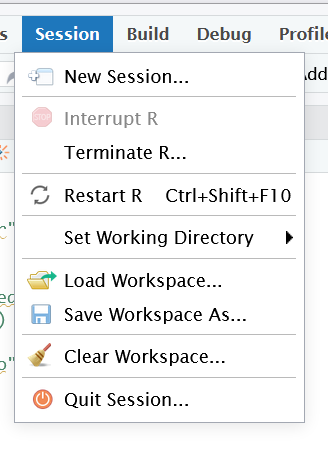 Session Build Debug
New Session...
STOP Interrupt R
Terminate R...
Restart R Ctrl+Shift+F10
Set Working Directory
Load Workspace...
Save Workspace As...
Clear Workspace...
Quit Session...